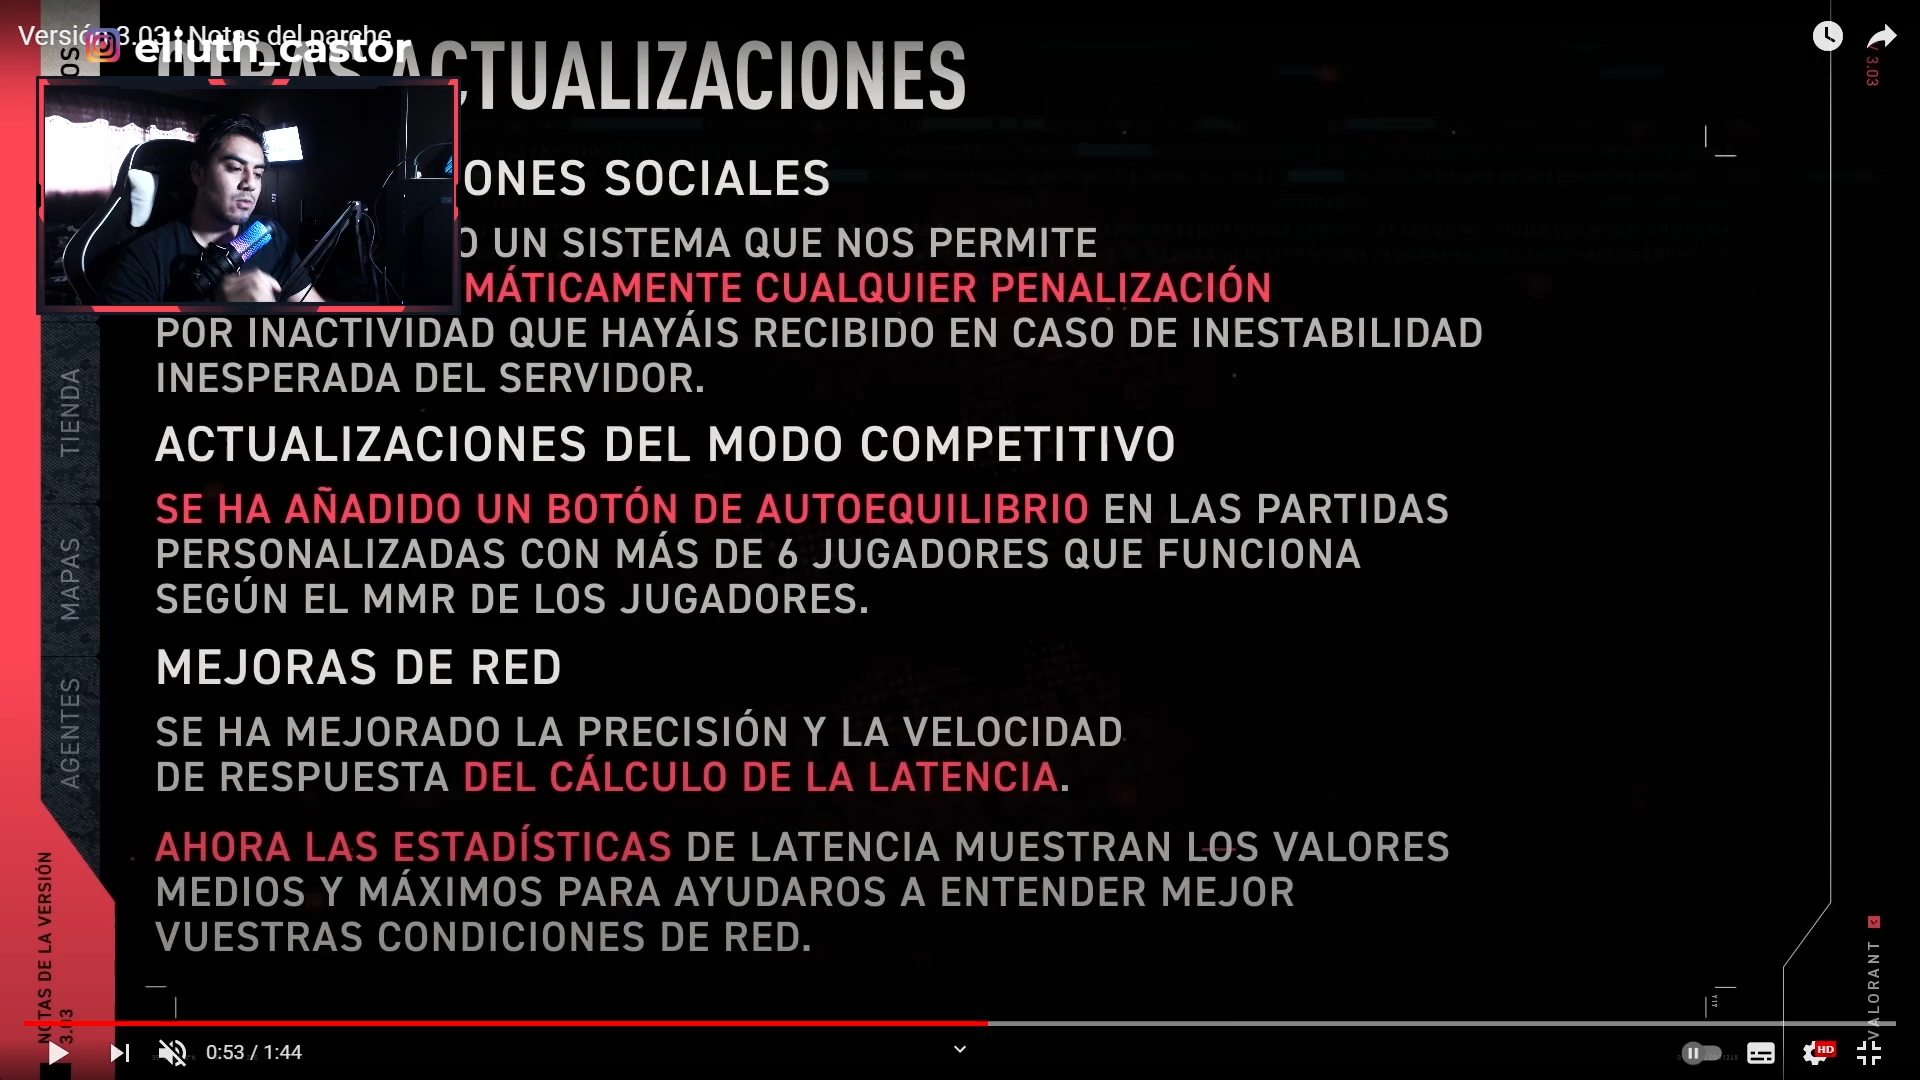 Versión 3.03 | Notas del parche
eliuth_castor
OTRAS ACTUALIZACIONES
ONES SOCIALES
O UN SISTEMA QUE NOS PERMITE
MÁTICAMENTE CUALQUIER PENALIZACIÓN
POR INACTIVIDAD QUE HAYÁIS RECIBIDO EN CASO DE INESTABILIDAD
INESPERADA DEL SERVIDOR.
ACTUALIZACIONES DEL MODO COMPETITIVO
SE HA AÑADIDO UN BOTÓN DE AUTOEQUILIBRIO EN LAS PARTIDAS
PERSONALIZADAS CON MÁS DE 6 JUGADORES QUE FUNCIONA
SEGÚN EL MMR DE LOS JUGADORES.
MEJORAS DE RED
SE HA MEJORADO LA PRECISIÓN Y LA VELOCIDAD
DE RESPUESTA DEL CÁLCULO DE LA LATENCIA.
AHORA LAS ESTADÍSTICAS DE LATENCIA MUESTRAN LOS VALORES
MEDIOS Y MÁXIMOS PARA AYUDAROS A ENTENDER MEJOR
VUESTRAS CONDICIONES DE RED.
OS
TIENDA
MAPAS
AGENTES
NOTAS DE LA VERSIÓN
3.03
V 3.03
VALORANT
0:53 / 1:44
HD